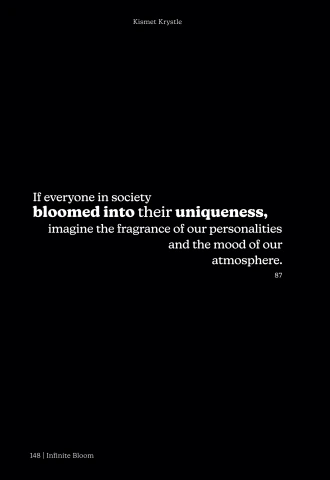 Kismet Krystle
If everyone in society
bloomed into their uniqueness,
imagine the fragrance of our personalities
and the mood of our
atmosphere.
87
148 | Infinite Bloom